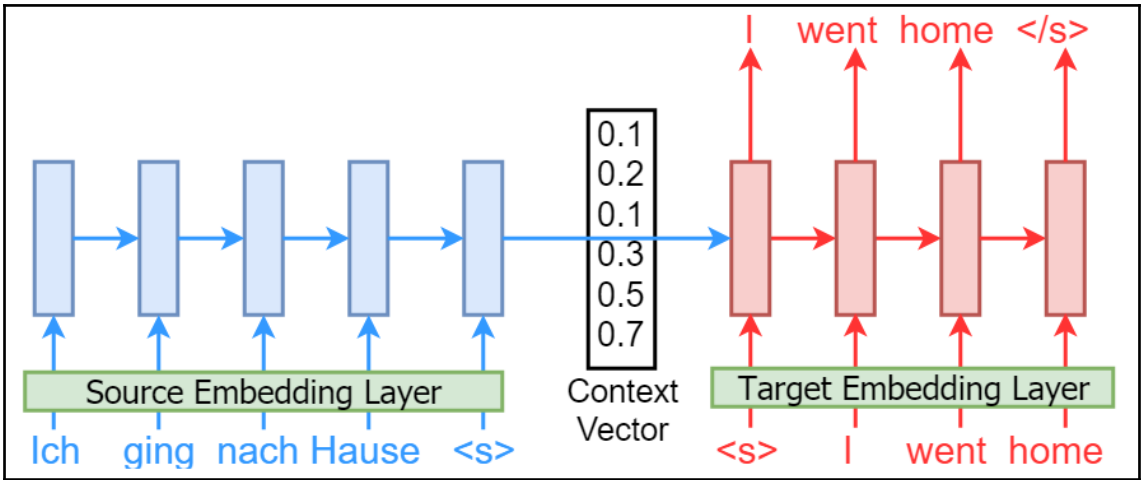 I went home </s>
0.1
0.2
0.1
0.3
0.5
0.7
Source Embedding Layer
Context
Vector
Target Embedding Layer
Ich ging nach Hause <s>
<s> I went home